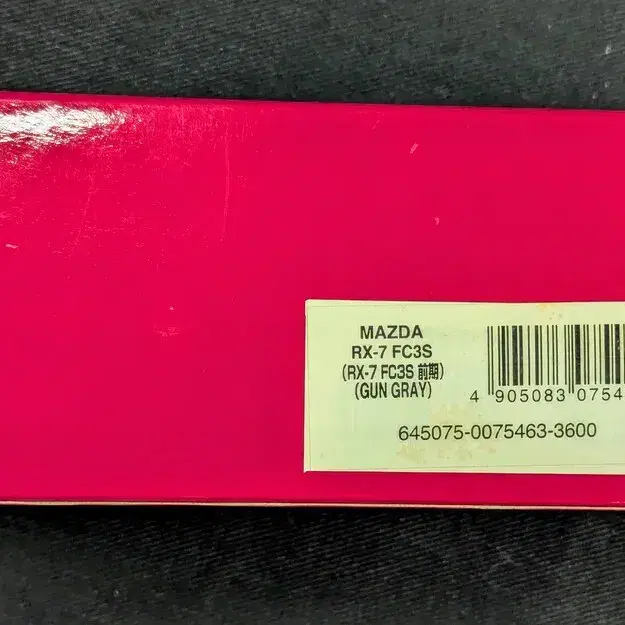 MAZDA
RX-7 FC3S
(RX-7 FC3S 前期)
(GUN GRAY)
4 905083 0754
645075-0075463-3600